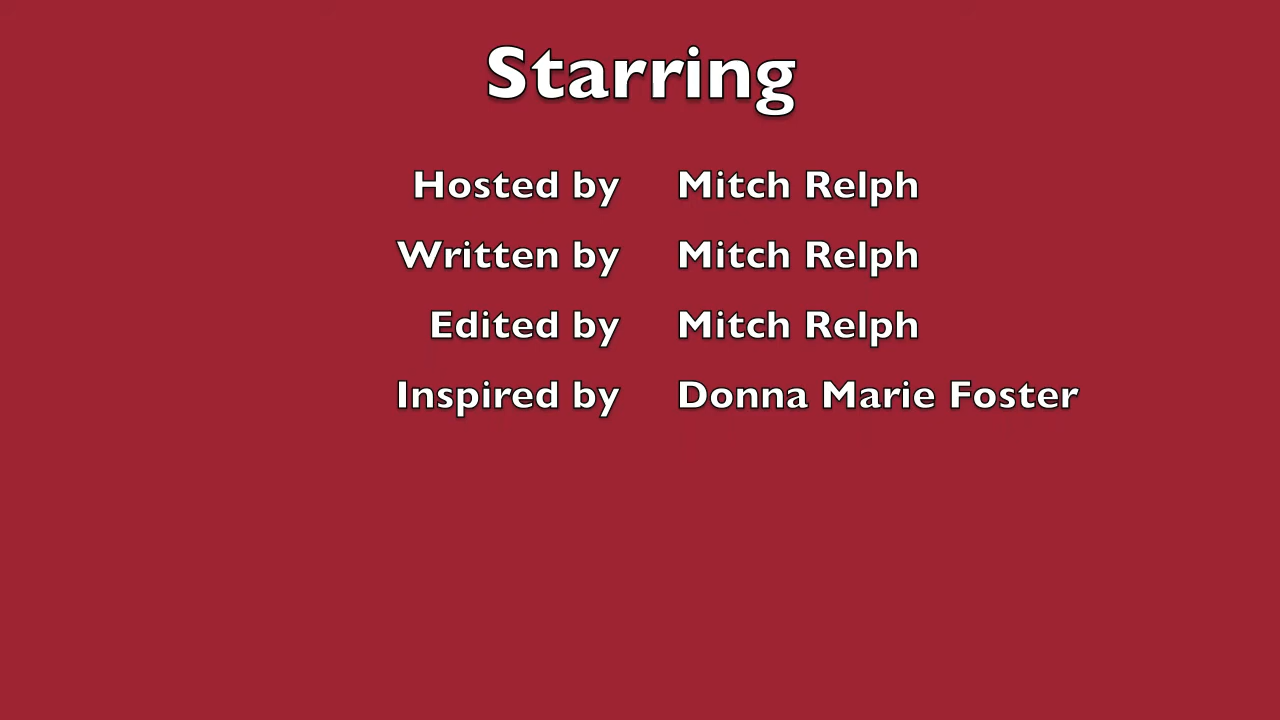 Starring
Hosted by Mitch Relph
Written by Mitch Relph
Edited by Mitch Relph
Inspired by Donna Marie Foster